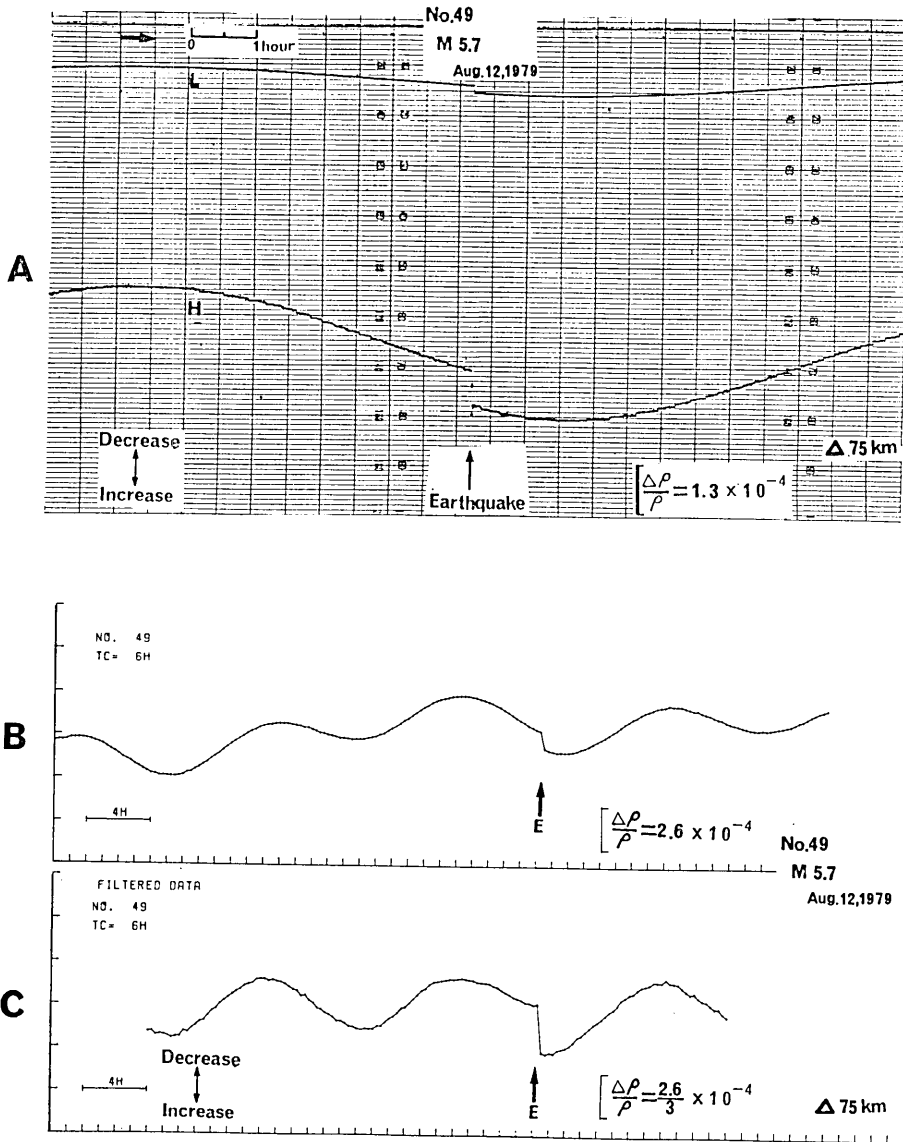 No.49
M 5.7
Aug.12,1979
0 1hour
L
A
H
Decrease
Increase
Earthquake
Δρ/ρ=1.3 × 10⁻⁴
Δ 75 km
NO. 49
TC= 6H
B
4H
E
Δρ/ρ=2.6 × 10⁻⁴
No.49
M 5.7
Aug.12,1979
FILTERED DATA
NO. 49
TC= 6H
C
Decrease
4H
Increase
E
Δρ/ρ=2.6/3 × 10⁻⁴
Δ 75 km